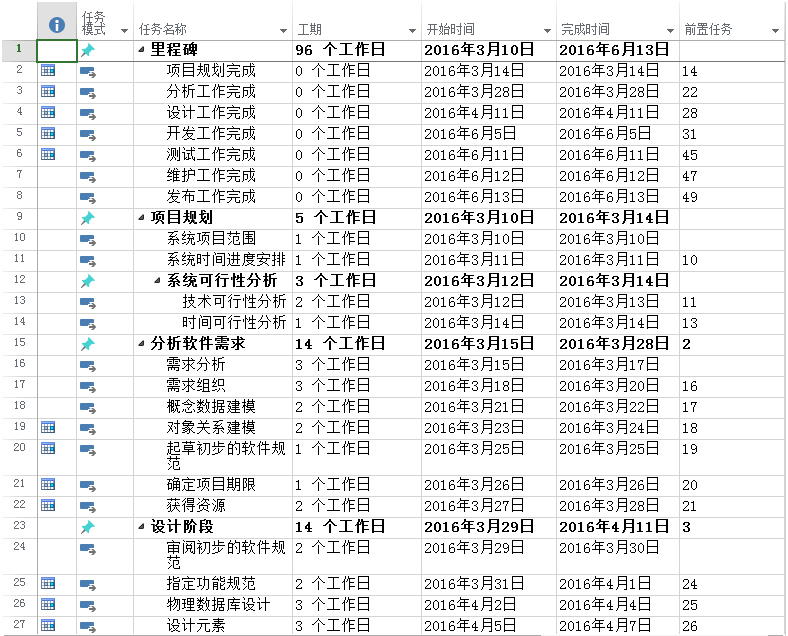 任务
模式 任务名称 工期 开始时间 完成时间 前置任务
1 里程碑 96 个工作日 2016年3月10日 2016年6月13日
2 项目规划完成 0 个工作日 2016年3月14日 2016年3月14日 14
3 分析工作完成 0 个工作日 2016年3月28日 2016年3月28日 22
4 设计工作完成 0 个工作日 2016年4月11日 2016年4月11日 28
5 开发工作完成 0 个工作日 2016年6月5日 2016年6月5日 31
6 测试工作完成 0 个工作日 2016年6月11日 2016年6月11日 45
7 维护工作完成 0 个工作日 2016年6月12日 2016年6月12日 47
8 发布工作完成 0 个工作日 2016年6月13日 2016年6月13日 49
9 项目规划 5 个工作日 2016年3月10日 2016年3月14日
10 系统项目范围 1 个工作日 2016年3月10日 2016年3月10日
11 系统时间进度安排 1 个工作日 2016年3月11日 2016年3月11日 10
12 系统可行性分析 3 个工作日 2016年3月12日 2016年3月14日
13 技术可行性分析 2 个工作日 2016年3月12日 2016年3月13日 11
14 时间可行性分析 1 个工作日 2016年3月14日 2016年3月14日 13
15 分析软件需求 14 个工作日 2016年3月15日 2016年3月28日 2
16 需求分析 3 个工作日 2016年3月15日 2016年3月17日
17 需求组织 3 个工作日 2016年3月18日 2016年3月20日 16
18 概念数据建模 2 个工作日 2016年3月21日 2016年3月22日 17
19 对象关系建模 2 个工作日 2016年3月23日 2016年3月24日 18
20 起草初步的软件规 1 个工作日 2016年3月25日 2016年3月25日 19
范
21 确定项目期限 1 个工作日 2016年3月26日 2016年3月26日 20
22 获得资源 2 个工作日 2016年3月27日 2016年3月28日 21
23 设计阶段 14 个工作日 2016年3月29日 2016年4月11日 3
24 审阅初步的软件规 2 个工作日 2016年3月29日 2016年3月30日
范
25 指定功能规范 2 个工作日 2016年3月31日 2016年4月1日 24
26 物理数据库设计 3 个工作日 2016年4月2日 2016年4月4日 25
27 设计元素 3 个工作日 2016年4月5日 2016年4月7日 26